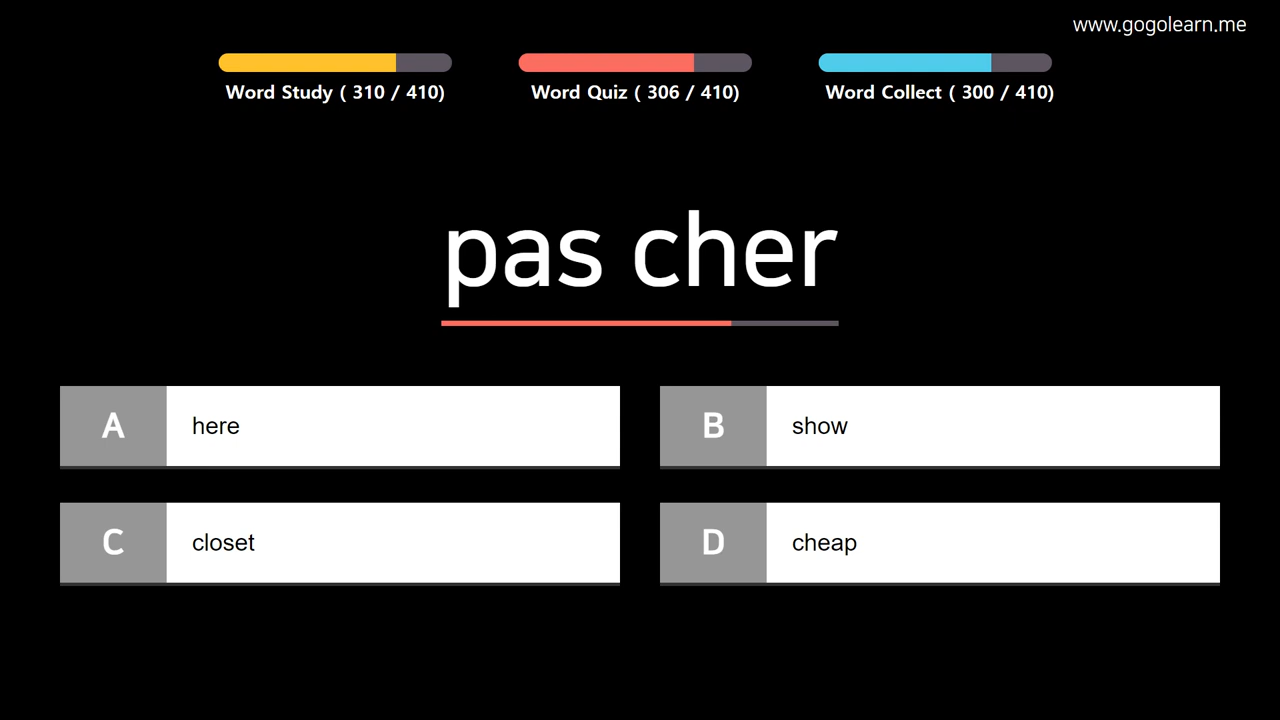 www.gogolearn.me
Word Study ( 310 / 410)
Word Quiz ( 306 / 410)
Word Collect ( 300 / 410)
pas cher
A here
B show
C closet
D cheap